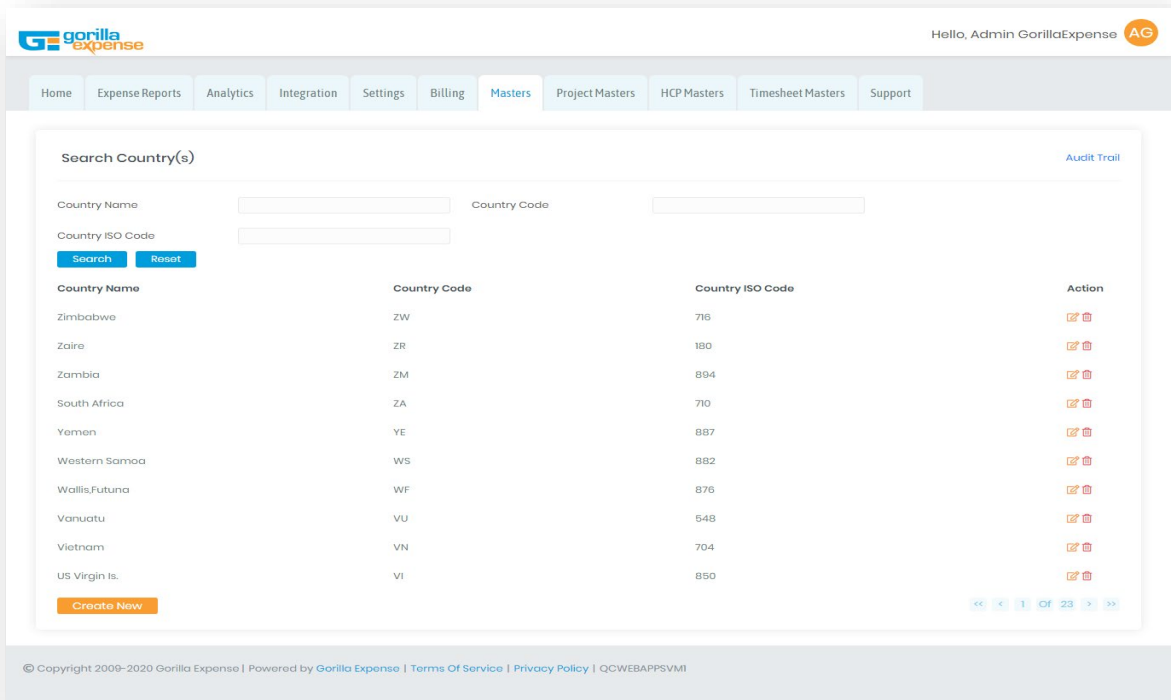 gorilla expense
Hello, Admin GorillaExpense AG
Home Expense Reports Analytics Integration Settings Billing Masters Project Masters HCP Masters Timesheet Masters Support
Search Country(s) Audit Trail
Country Name Country Code
Country ISO Code
Search Reset
Country Name Country Code Country ISO Code Action
Zimbabwe ZW 716
Zaire ZR 180
Zambia ZM 894
South Africa ZA 710
Yemen YE 887
Western Samoa WS 882
Wallis,Futuna WF 876
Vanuatu VU 548
Vietnam VN 704
US Virgin Is. VI 850
Create New << < 1 Of 23 > >>
© Copyright 2009-2020 Gorilla Expense | Powered by Gorilla Expense | Terms Of Service | Privacy Policy | QCWEBAPPSVM1